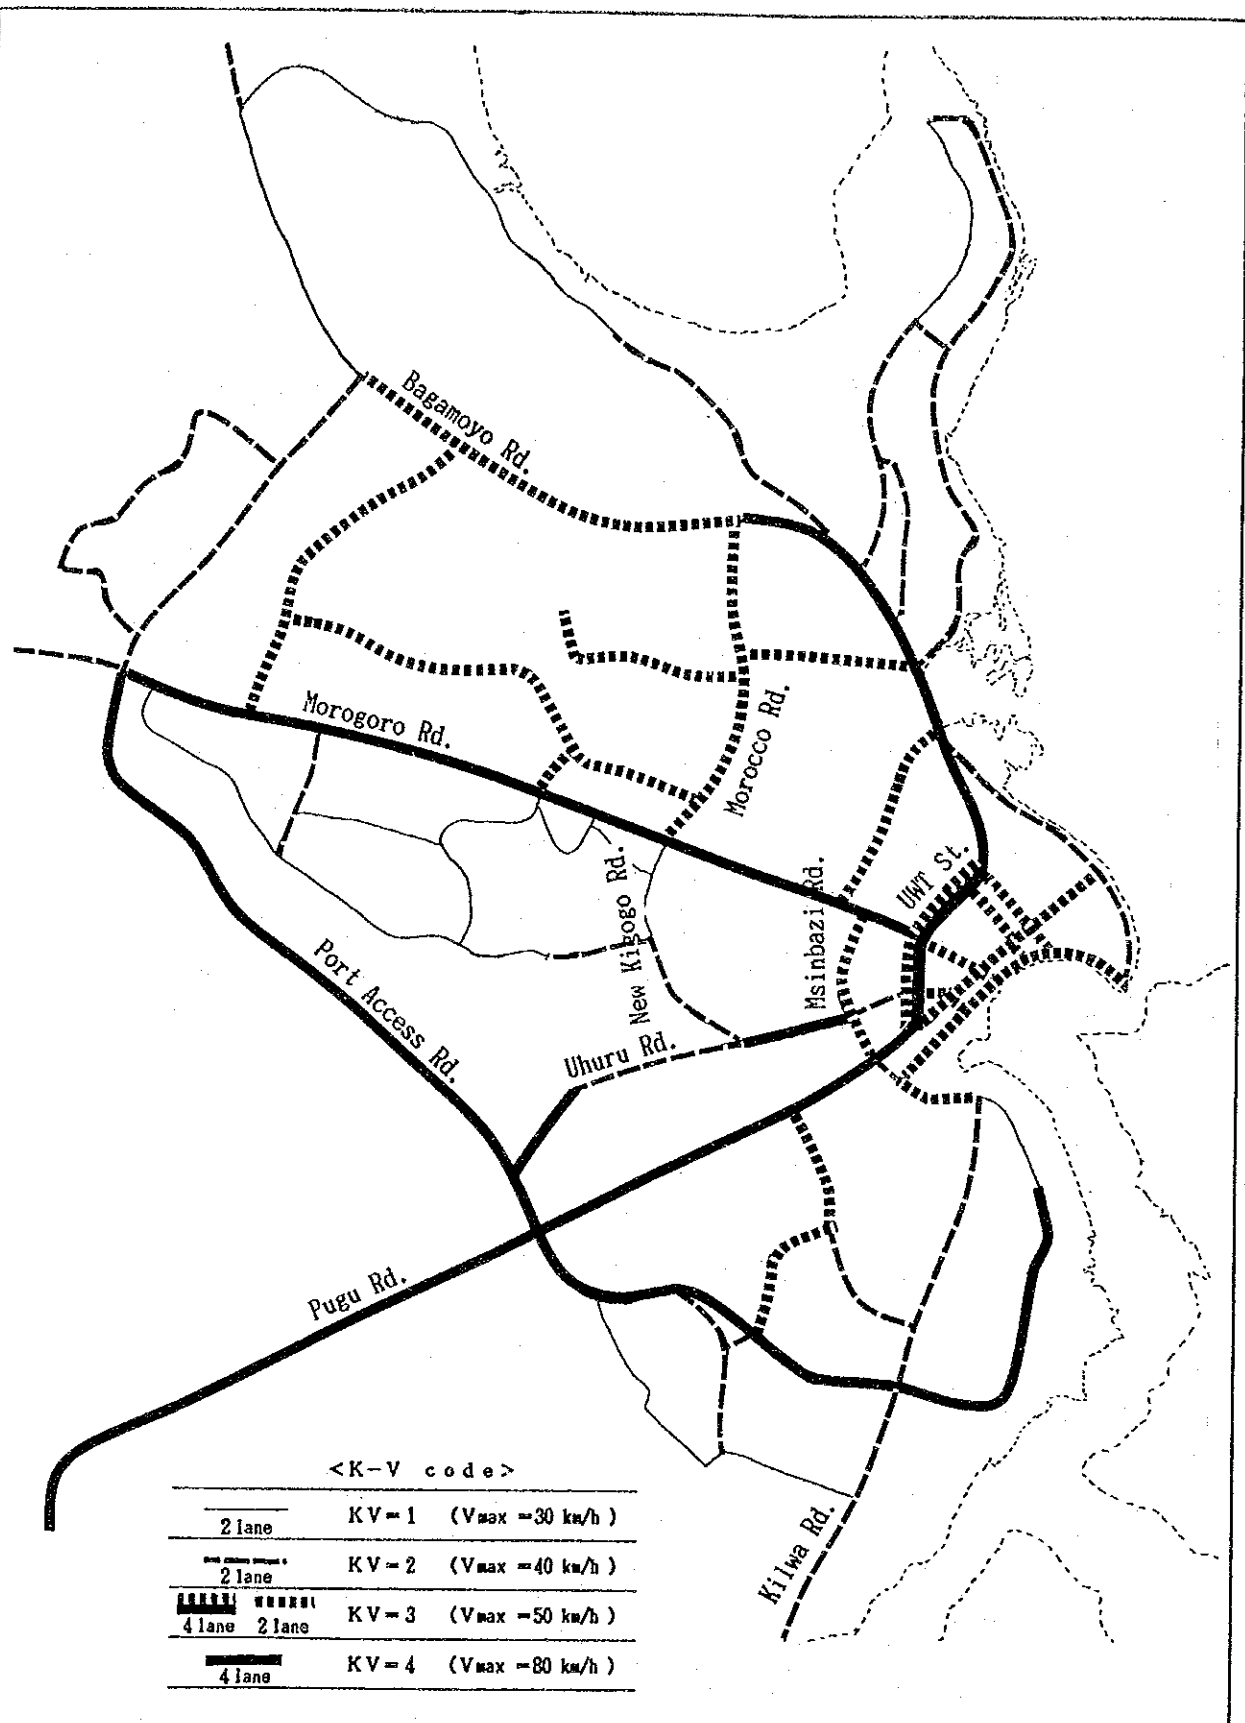 Bagamoyo Rd.
Morogoro Rd.
Morocco Rd.
UWT St.
Msinbazi Rd.
New Kigogo Rd.
Port Access Rd.
Uhuru Rd.
Pugu Rd.
Kilwa Rd.
<K-V code>
2 lane KV=1 (Vmax =30 km/h)
2 lane KV=2 (Vmax =40 km/h)
4 lane 2 lane KV=3 (Vmax =50 km/h)
4 lane KV=4 (Vmax =80 km/h)